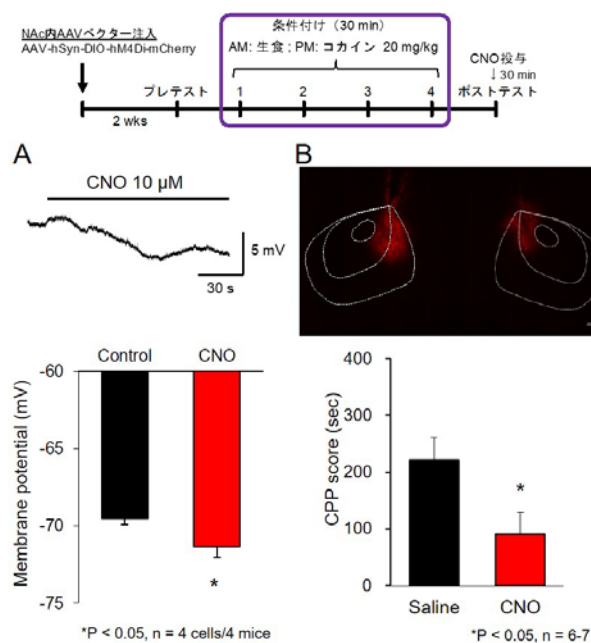 NAc内AAVベクター注入
AAV-hSyn-DIO-hM4Di-mCherry
条件付け（30 min）
AM: 生食 ; PM: コカイン 20 mg/kg
CNO投与
↓30 min
プレテスト
1
2
3
4
ポストテスト
2 wks
A
CNO 10 μM
5 mV
30 s
Control
CNO
-60
-65
-70
-75
Membrane potential (mV)
*
*P < 0.05, n = 4 cells/4 mice
B
400
300
200
100
0
CPP score (sec)
*
Saline
CNO
*P < 0.05, n = 6-7